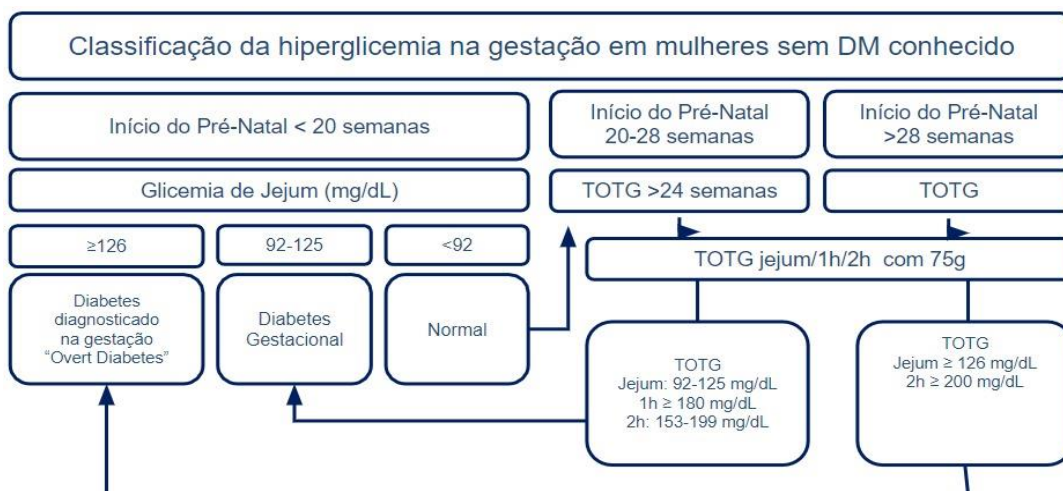 Classificação da hiperglicemia na gestação em mulheres sem DM conhecido
Início do Pré-Natal < 20 semanas
Início do Pré-Natal
20-28 semanas
Início do Pré-Natal
>28 semanas
Glicemia de Jejum (mg/dL)
TOTG >24 semanas
TOTG
≥126
92-125
<92
TOTG jejum/1h/2h com 75g
Diabetes
diagnosticado
na gestação
“Overt Diabetes”
Diabetes
Gestacional
Normal
TOTG
Jejum: 92-125 mg/dL
1h ≥ 180 mg/dL
2h: 153-199 mg/dL
TOTG
Jejum ≥ 126 mg/dL
2h ≥ 200 mg/dL